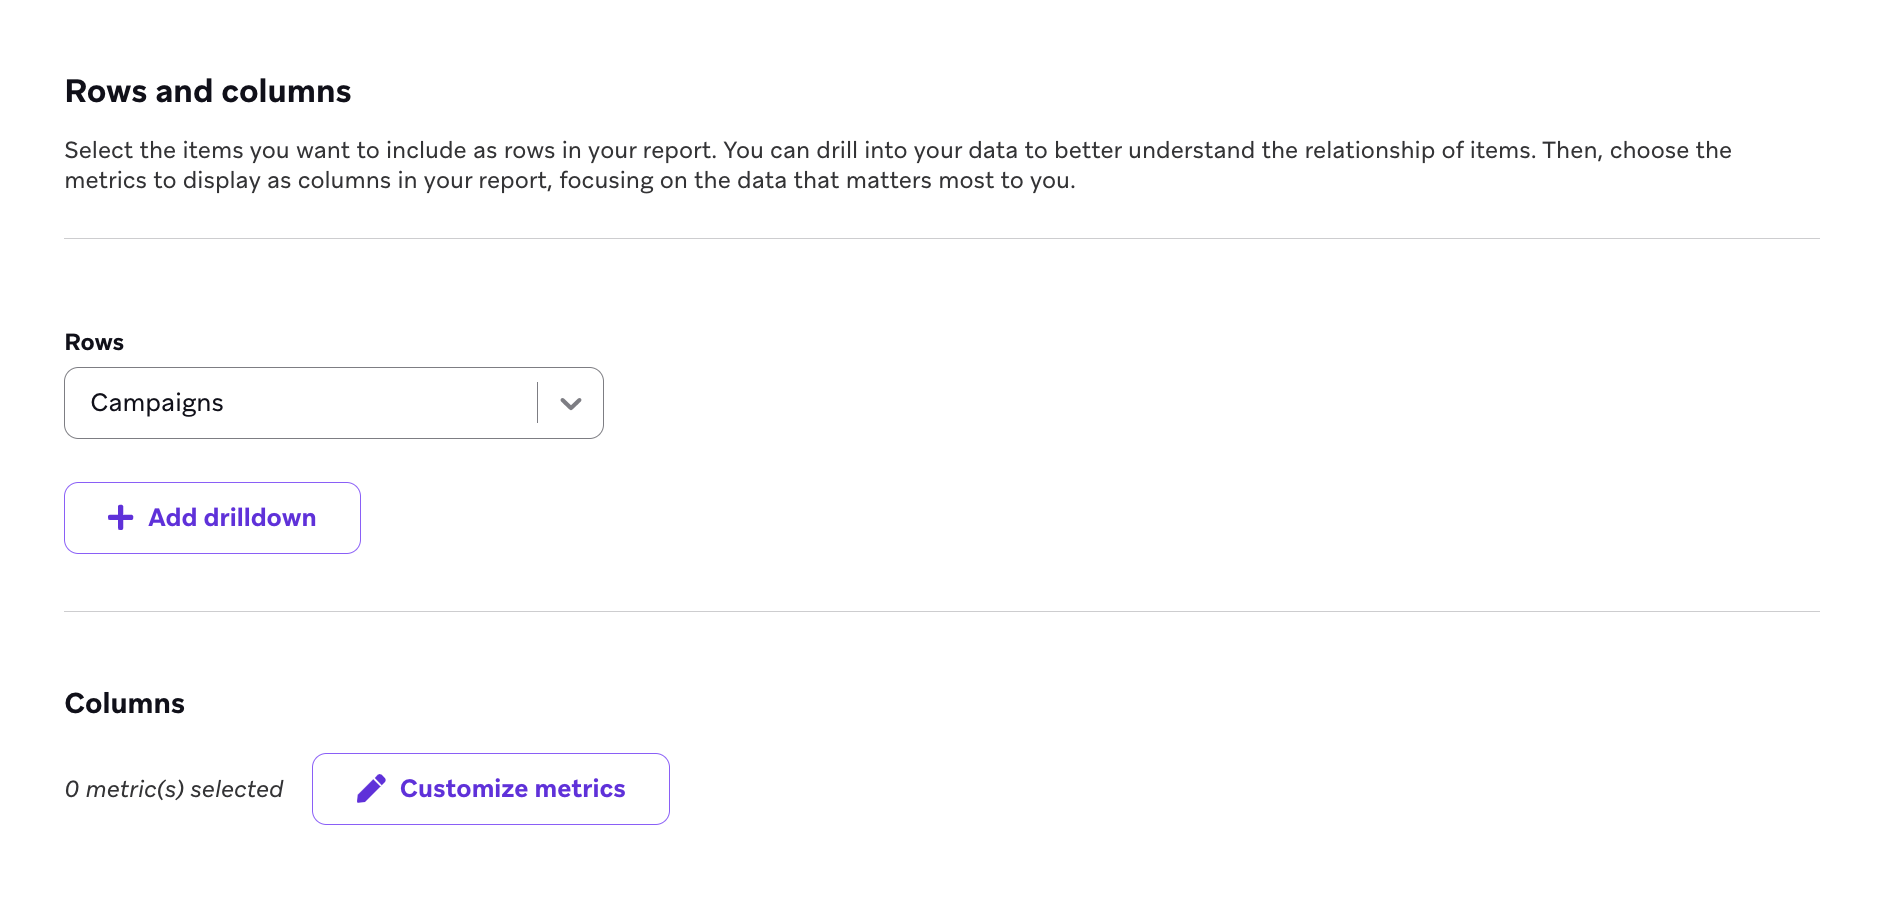 Rows and columns
Select the items you want to include as rows in your report. You can drill into your data to better understand the relationship of items. Then, choose the
metrics to display as columns in your report, focusing on the data that matters most to you.
Rows
Campaigns
Add drilldown
Columns
0 metric(s) selected
Customize metrics